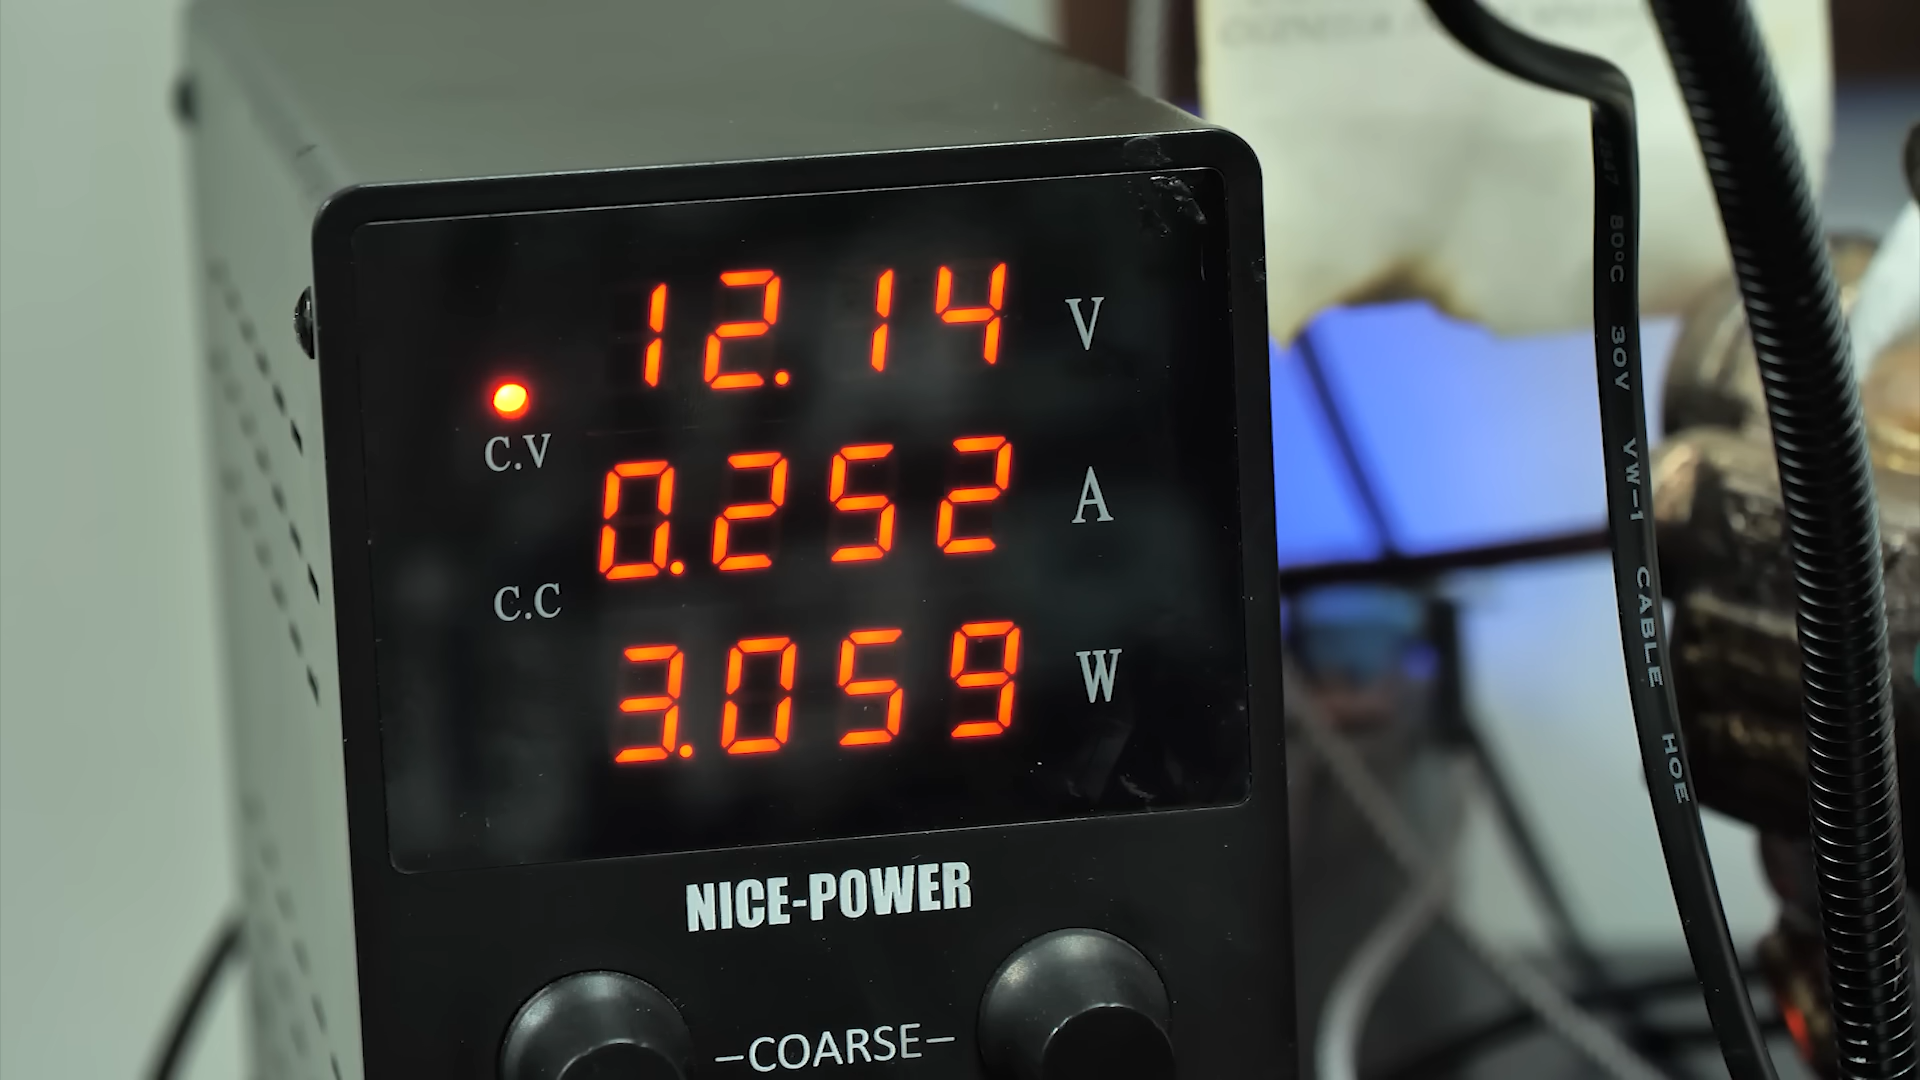 12.14 V
C.V
0.252 A
C.C
3.059 W
NICE-POWER
-COARSE-
80°C 30V VW-1 CABLE HOE